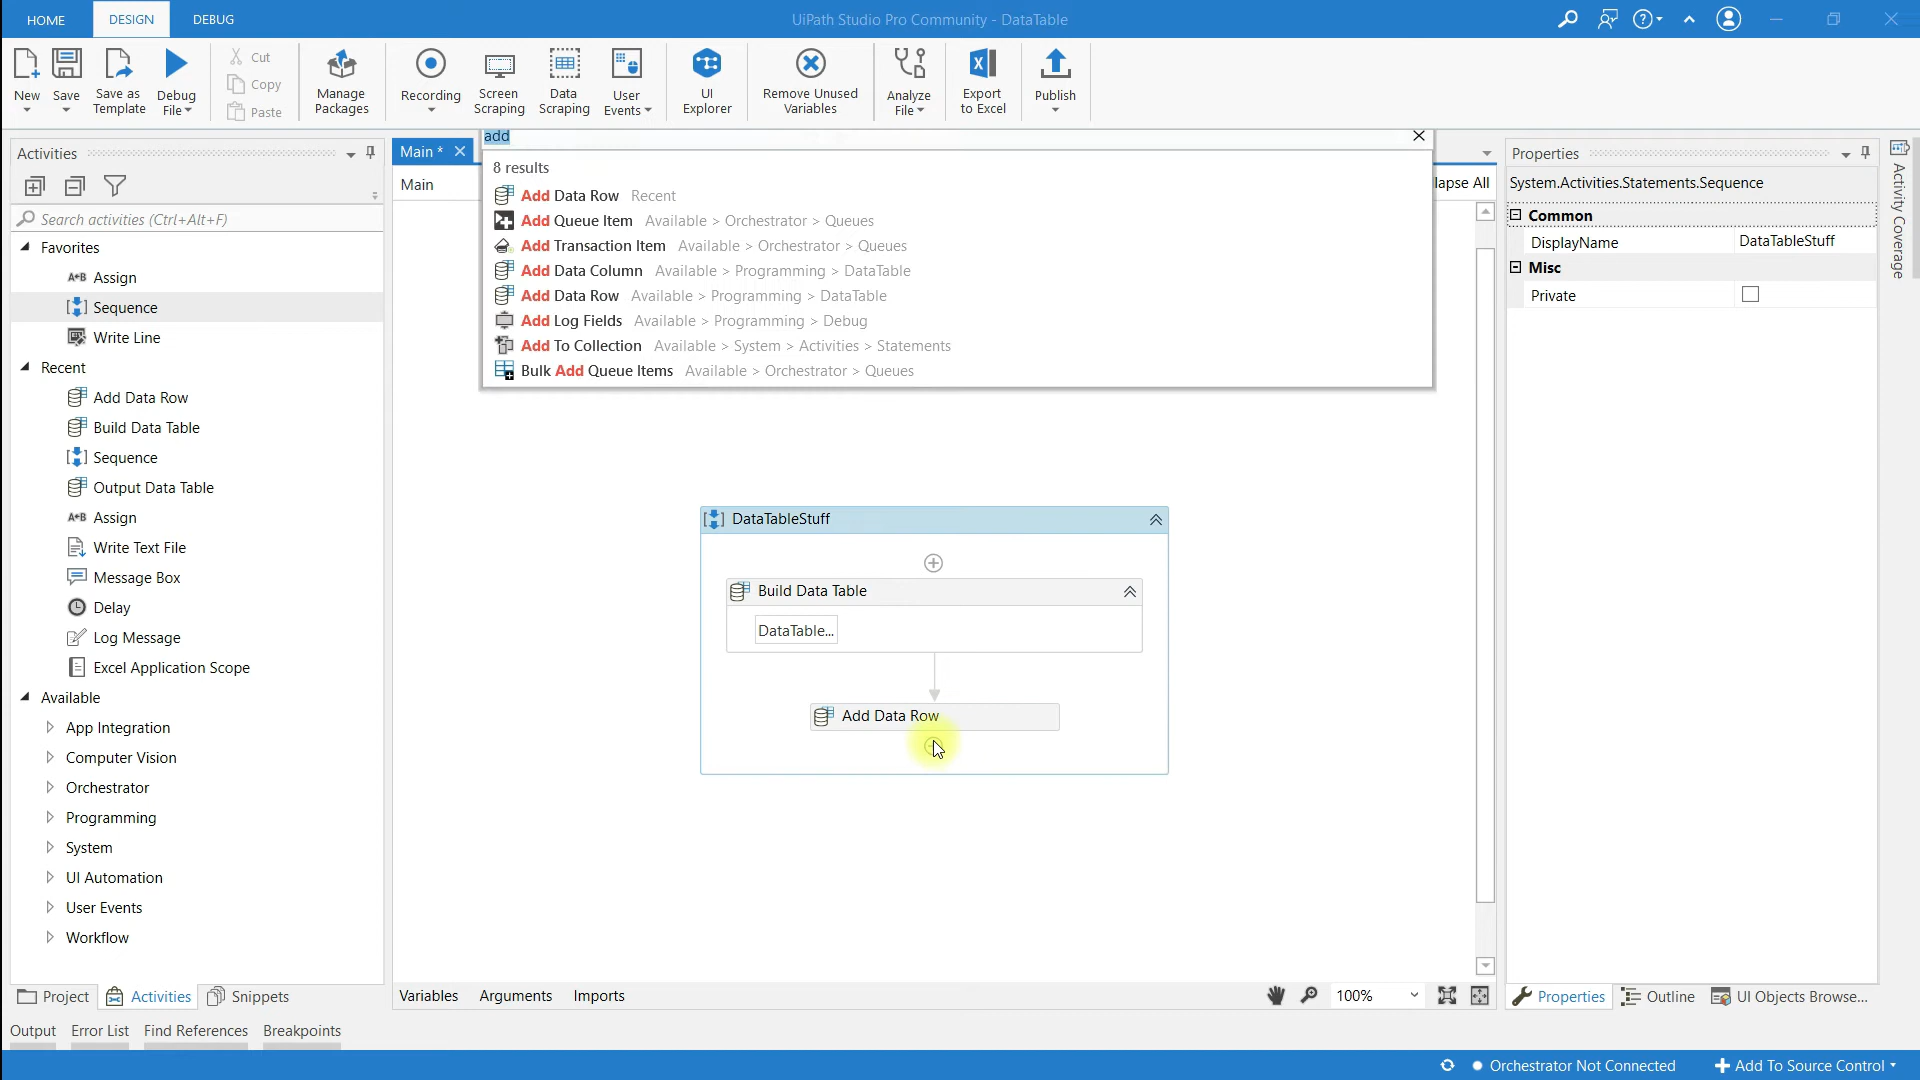 HOME DESIGN DEBUG UiPath Studio Pro Community - DataTable
New Save Save as Template Debug File Cut Copy Paste Manage Packages Recording Screen Scraping Data Scraping User Events UI Explorer Remove Unused Variables Analyze File Export to Excel Publish
Activities
Search activities (Ctrl+Alt+F)
Favorites
Assign
Sequence
Write Line
Recent
Add Data Row
Build Data Table
Sequence
Output Data Table
Assign
Write Text File
Message Box
Delay
Log Message
Excel Application Scope
Available
App Integration
Computer Vision
Orchestrator
Programming
System
UI Automation
User Events
Workflow
Project Activities Snippets
Main *
Main
lapse All
add
8 results
Add Data Row Recent
Add Queue Item Available > Orchestrator > Queues
Add Transaction Item Available > Orchestrator > Queues
Add Data Column Available > Programming > DataTable
Add Data Row Available > Programming > DataTable
Add Log Fields Available > Programming > Debug
Add To Collection Available > System > Activities > Statements
Bulk Add Queue Items Available > Orchestrator > Queues
DataTableStuff
Build Data Table
DataTable...
Add Data Row
Variables Arguments Imports 100%
Properties
System.Activities.Statements.Sequence
Common
DisplayName DataTableStuff
Misc
Private
Activity Coverage
Properties Outline UI Objects Browse...
Output Error List Find References Breakpoints
Orchestrator Not Connected Add To Source Control